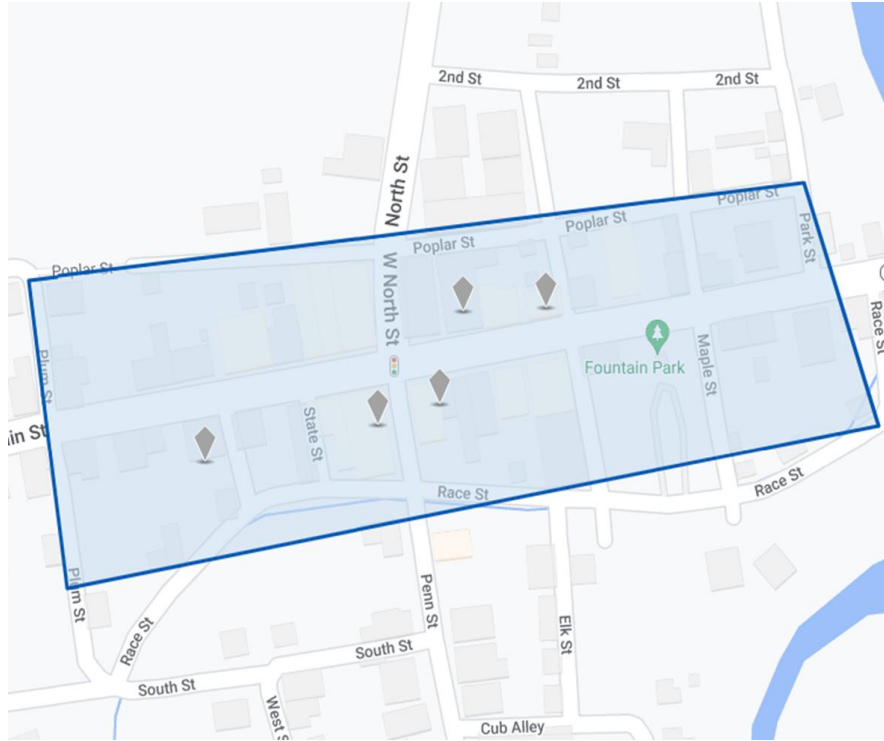 2nd St
2nd St
2nd St
North St
Poplar St
Poplar St
Poplar St
Poplar St
Park St
W North St
Race St
Plum St
Fountain Park
Maple St
in St
State St
Race St
Race St
Plum St
Penn St
Elk St
Race St
South St
South St
West S
Cub Alley